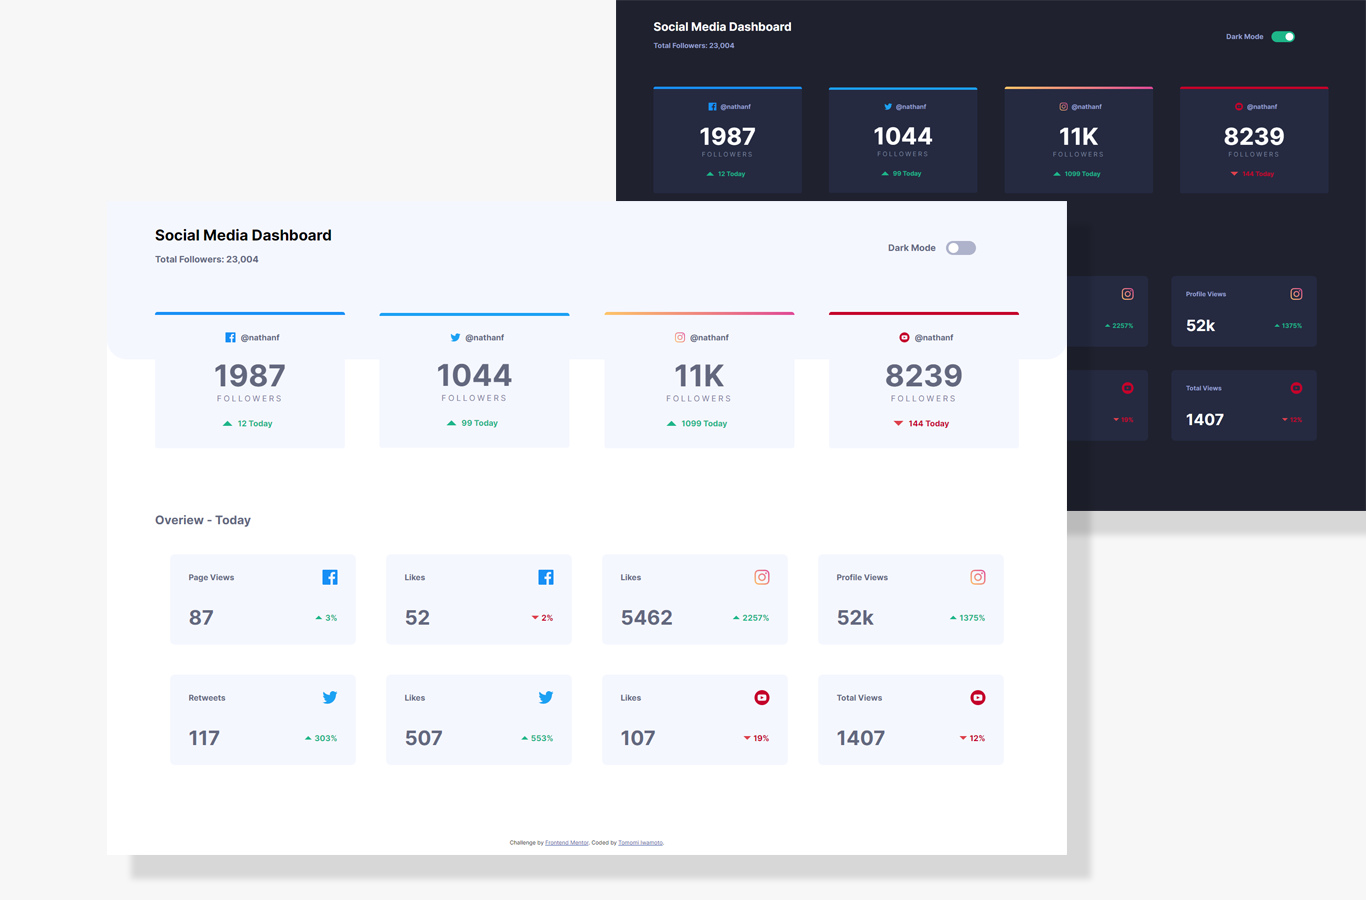 Social Media Dashboard
Total Followers: 23,004
Dark Mode
@nathanf @nathanf @nathanf @nathanf
1987 1044 11K 8239
FOLLOWERS FOLLOWERS FOLLOWERS FOLLOWERS
12 Today 99 Today 1099 Today 144 Today
Profile Views
2257% 52k 1375%
Total Views
19% 1407 12%
Social Media Dashboard
Total Followers: 23,004
Dark Mode
@nathanf @nathanf @nathanf @nathanf
1987 1044 11K 8239
FOLLOWERS FOLLOWERS FOLLOWERS FOLLOWERS
12 Today 99 Today 1099 Today 144 Today
Overiew - Today
Page Views Likes Likes Profile Views
87 3% 52 2% 5462 2257% 52k 1375%
Retweets Likes Likes Total Views
117 303% 507 553% 107 19% 1407 12%
Challenge by Frontend Mentor. Coded by Tomomi Iwamoto.